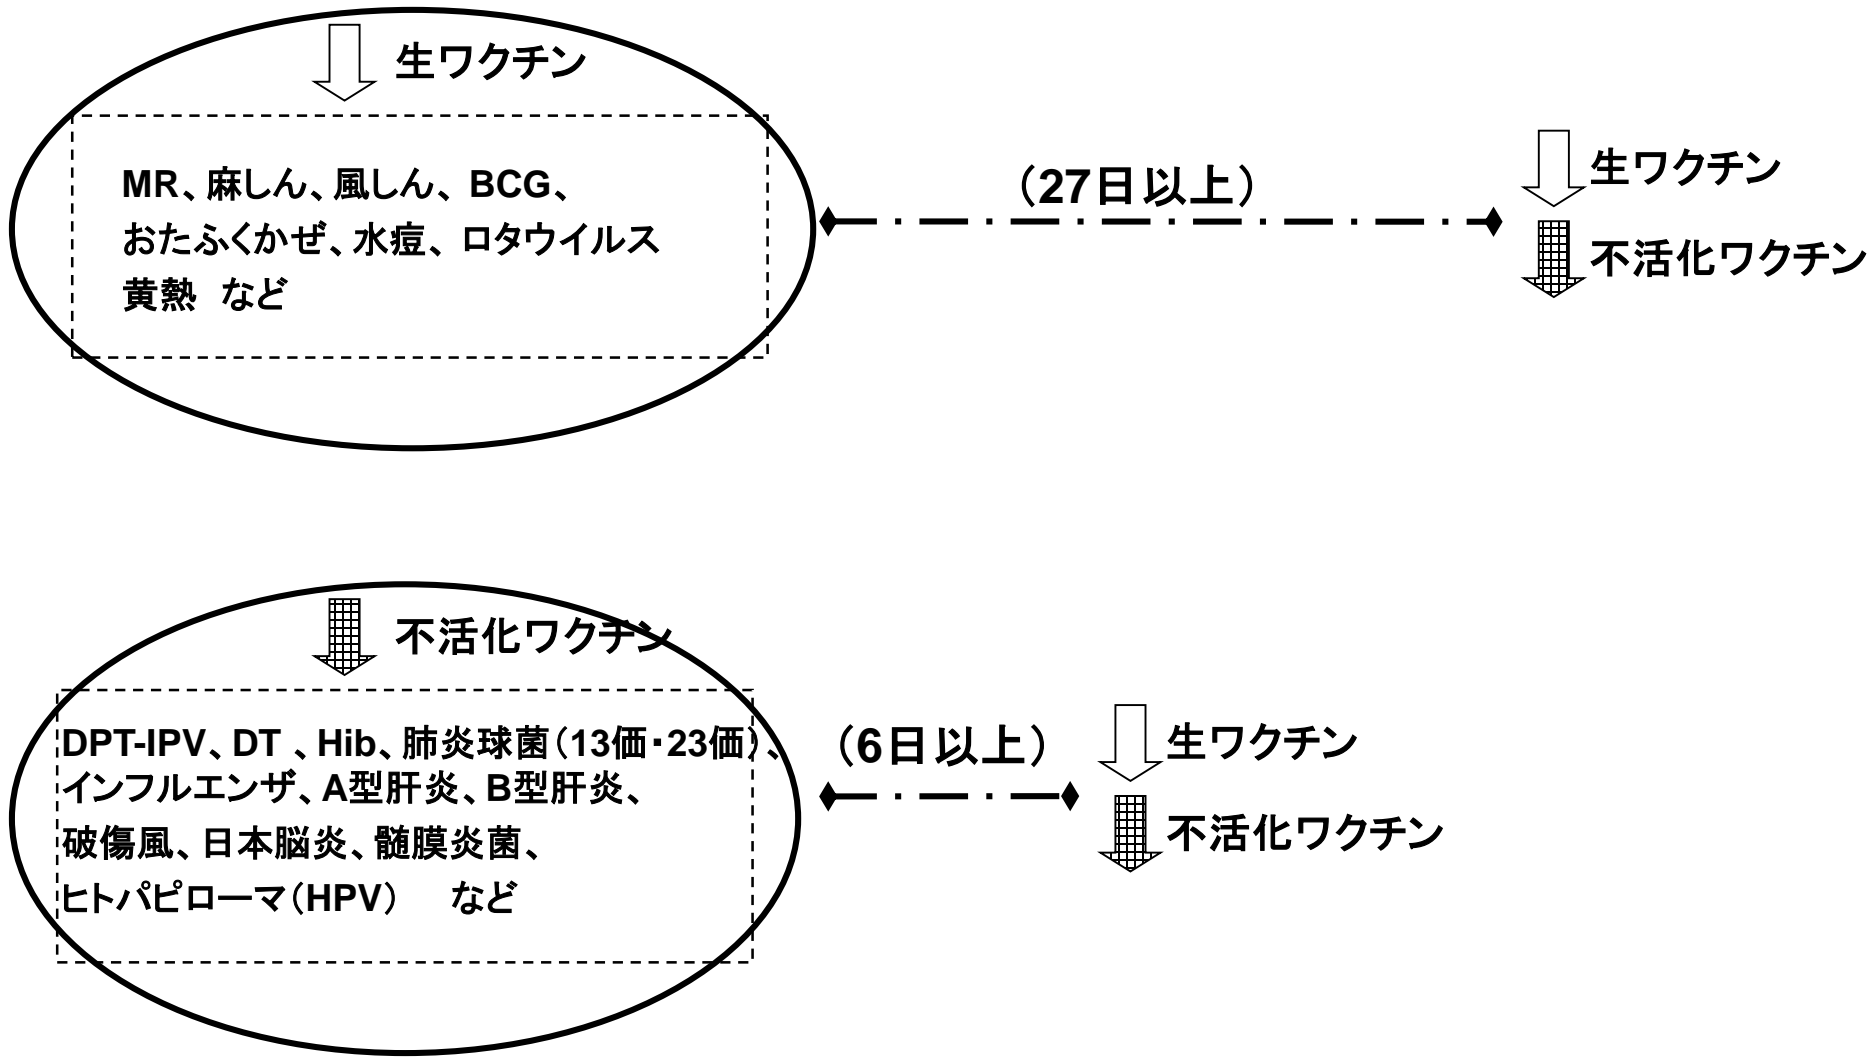 生ワクチン
MR、麻しん、風しん、BCG、
おたふくかぜ、水痘、ロタウイルス
黄熱　など
（27日以上）
生ワクチン
不活化ワクチン
不活化ワクチン
DPT-IPV、DT 、Hib、肺炎球菌（13価・23価）、
インフルエンザ、A型肝炎、B型肝炎、
破傷風、日本脳炎、髄膜炎菌、
ヒトパピローマ（HPV）　など
（6日以上）
生ワクチン
不活化ワクチン